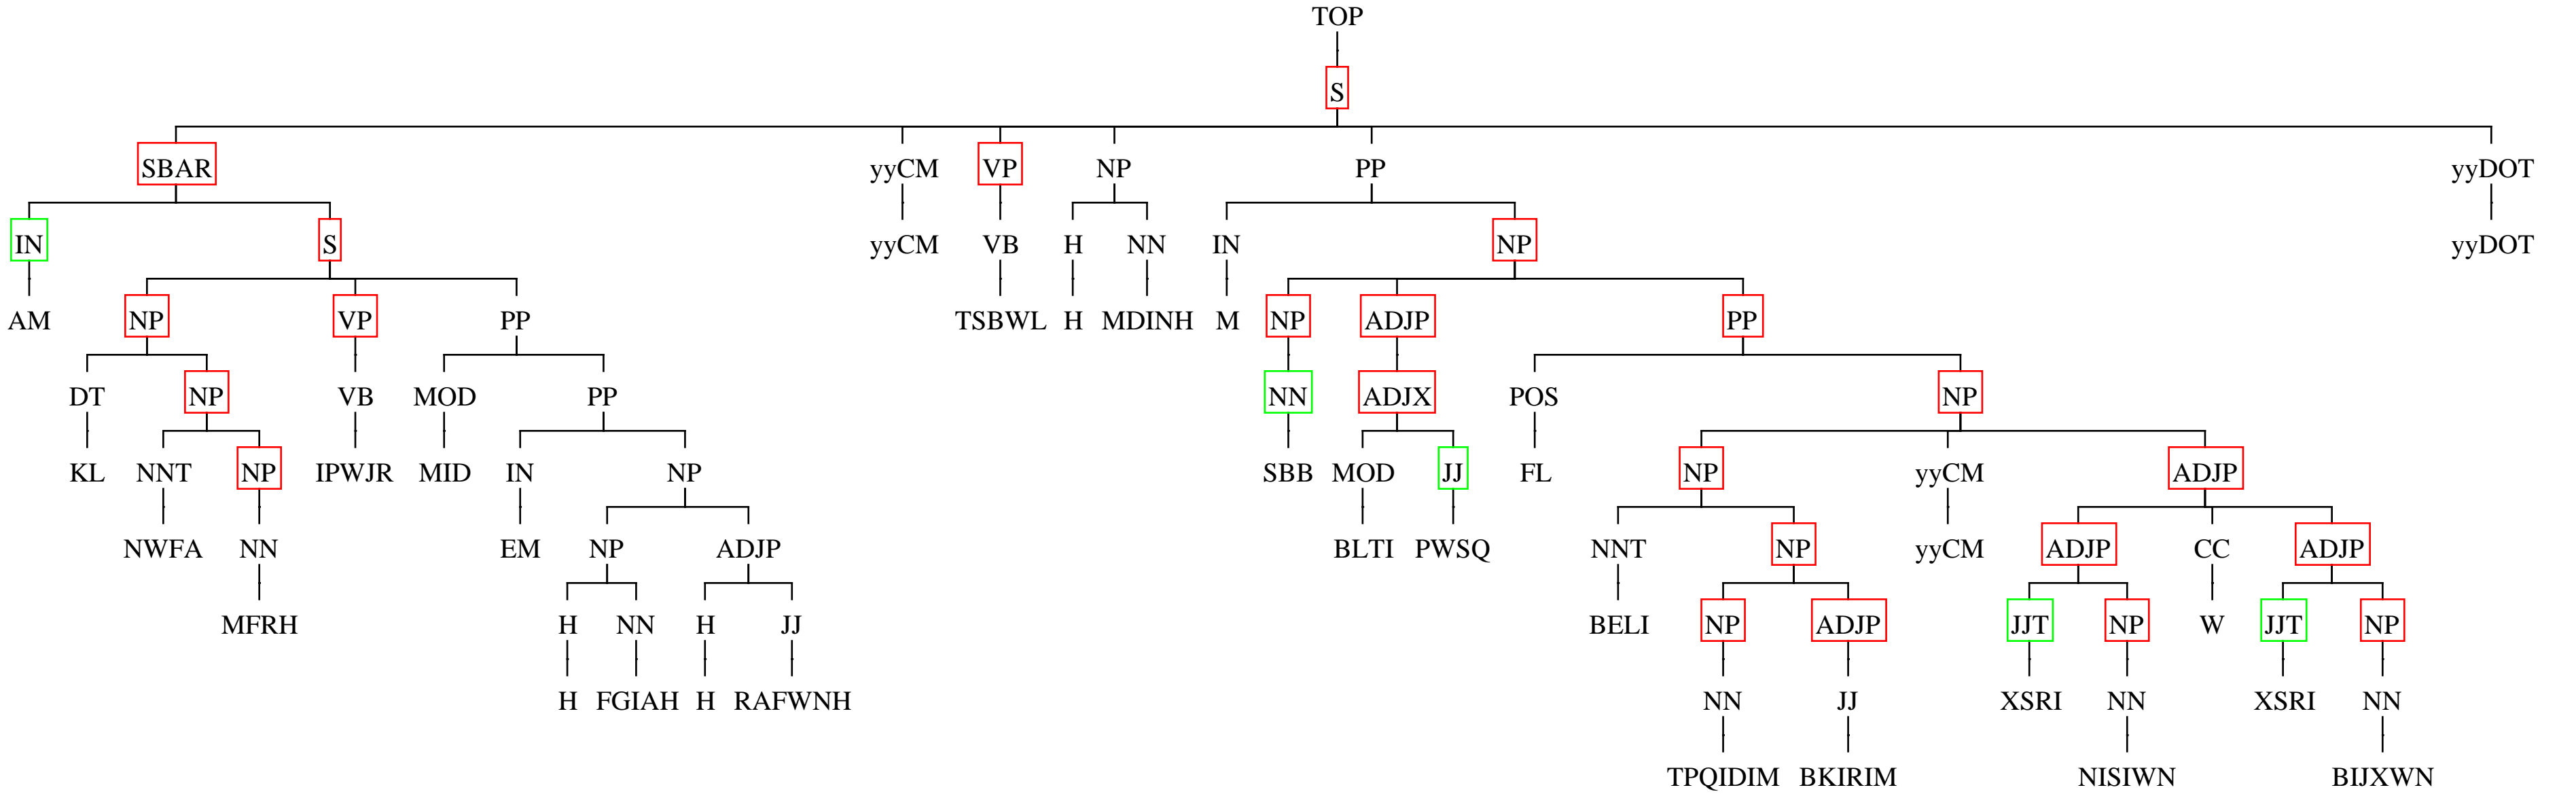 TOP
S
SBAR yyCM VP NP PP yyDOT
IN S yyCM VB H NN IN NP yyDOT
AM NP VP PP TSBWL H MDINH M NP ADJP PP
DT NP VB MOD PP NN ADJX POS NP
KL NNT NP IPWJR MID IN NP SBB MOD JJ FL NP yyCM ADJP
NWFA NN EM NP ADJP BLTI PWSQ NNT NP yyCM ADJP CC ADJP
MFRH H NN H JJ BELI NP ADJP JJT NP W JJT NP
H FGIAH H RAFWNH NN JJ XSRI NN XSRI NN
TPQIDIM BKIRIM NISIWN BIJXWN